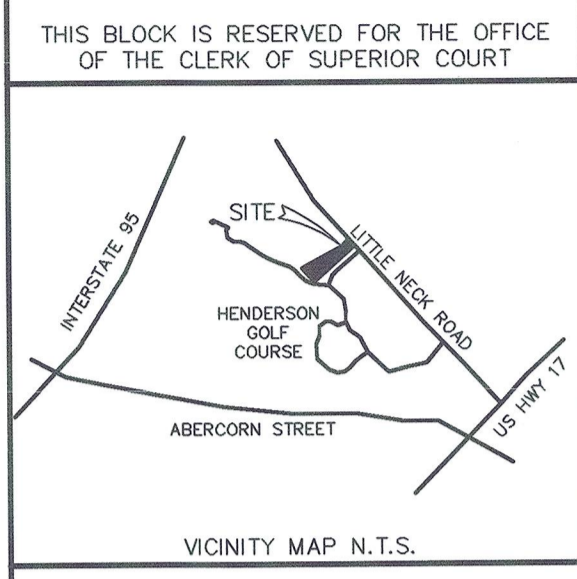 THIS BLOCK IS RESERVED FOR THE OFFICE
OF THE CLERK OF SUPERIOR COURT
INTERSTATE 95
SITE
LITTLE NECK ROAD
HENDERSON
GOLF
COURSE
US HWY 17
ABERCORN STREET
VICINITY MAP N.T.S.